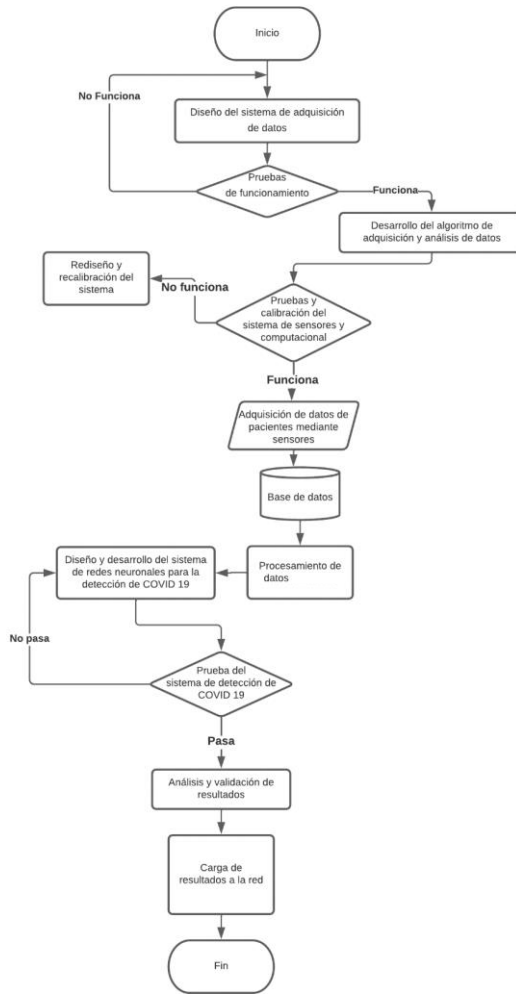 Inicio
No Funciona
Diseño del sistema de adquisición
de datos
Pruebas
de funcionamiento
Funciona
Desarrollo del algoritmo de
adquisición y análisis de datos
Rediseño y
recalibración del
sistema
No funciona
Pruebas y
calibración del
sistema de sensores y
computacional
Funciona
Adquisición de datos de
pacientes mediante
sensores
Base de datos
Procesamiento de
datos
Diseño y desarrollo del sistema
de redes neuronales para la
detección de COVID 19
No pasa
Prueba del
sistema de detección de
COVID 19
Pasa
Análisis y validación de
resultados
Carga de
resultados a la red
Fin